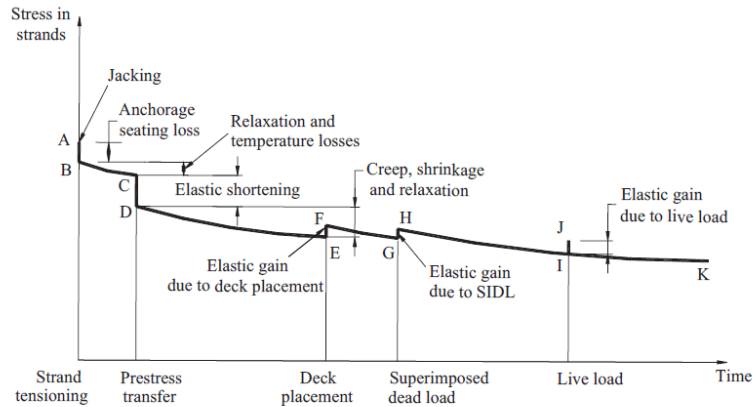 Stress in
strands
Jacking
Anchorage
seating loss
Relaxation and
temperature losses
A
B
C
Elastic shortening
Creep, shrinkage
and relaxation
Elastic gain
due to live load
D
F
H
J
E
G
I
K
Elastic gain
due to deck placement
Elastic gain
due to SIDL
Time
Strand
tensioning
Prestress
transfer
Deck
placement
Superimposed
dead load
Live load